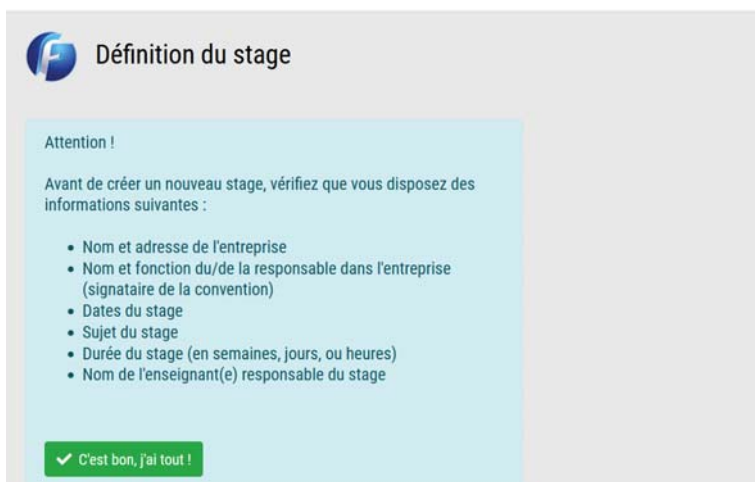 Définition du stage
Attention !
Avant de créer un nouveau stage, vérifiez que vous disposez des
informations suivantes :
• Nom et adresse de l'entreprise
• Nom et fonction du/de la responsable dans l'entreprise
(signataire de la convention)
• Dates du stage
• Sujet du stage
• Durée du stage (en semaines, jours, ou heures)
• Nom de l'enseignant(e) responsable du stage
C'est bon, j'ai tout !